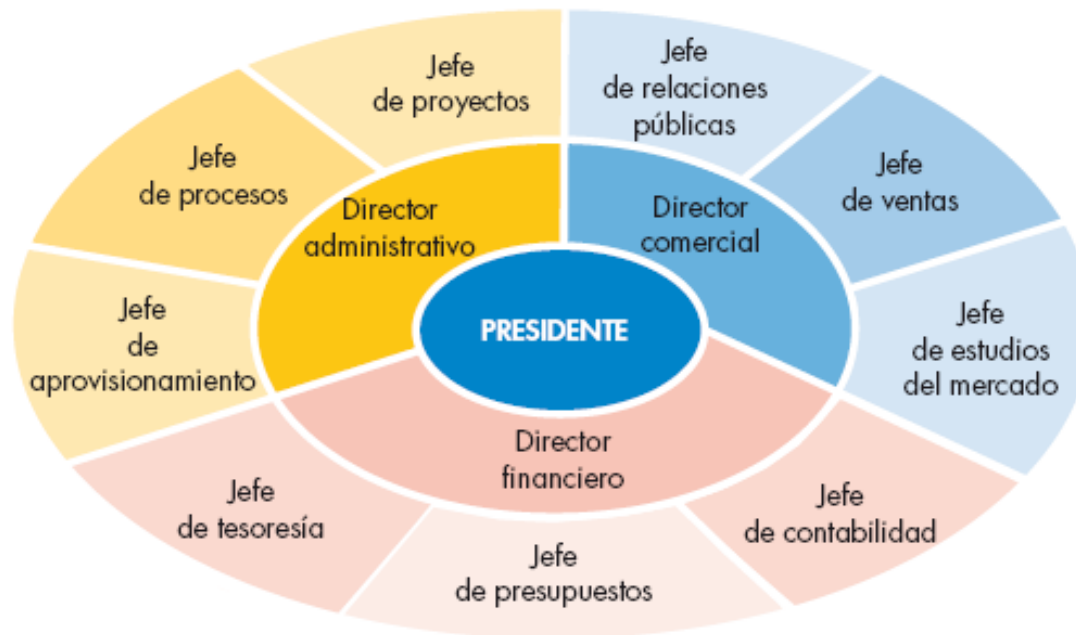 Jefe
de proyectos
Jefe
de relaciones
públicas
Jefe
de procesos
Jefe
de ventas
Director
administrativo
Director
comercial
Jefe
de
aprovisionamiento
PRESIDENTE
Jefe
de estudios
del mercado
Director
financiero
Jefe
de tesoresía
Jefe
de presupuestos
Jefe
de contabilidad